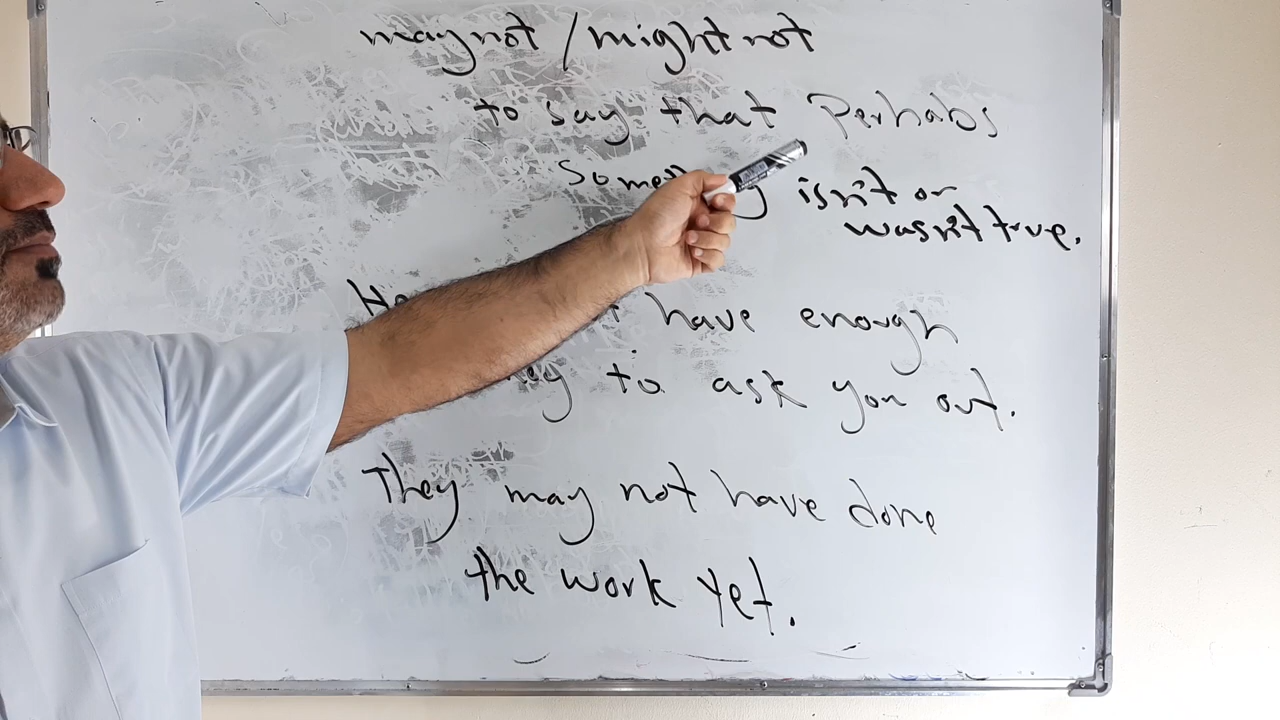 may not / might not
to say that Perhabs
isn't or
wasn't true.
have enough
to ask you out.
They may not have done
the work yet.